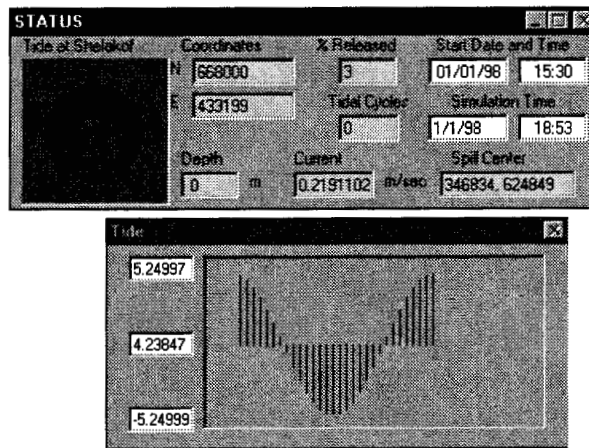 STATUS
Tide at Shelakof Coordinates % Released Start Date and Time
N 668000 3 01/01/98 15:30
E 433199 Tidal Cycles Simulation Time
0 1/1/98 18:53
Depth Current Spill Center
0 m 0.2191102 m/sec 346834, 624849
Tide
5.24997
4.23847
-5.24999